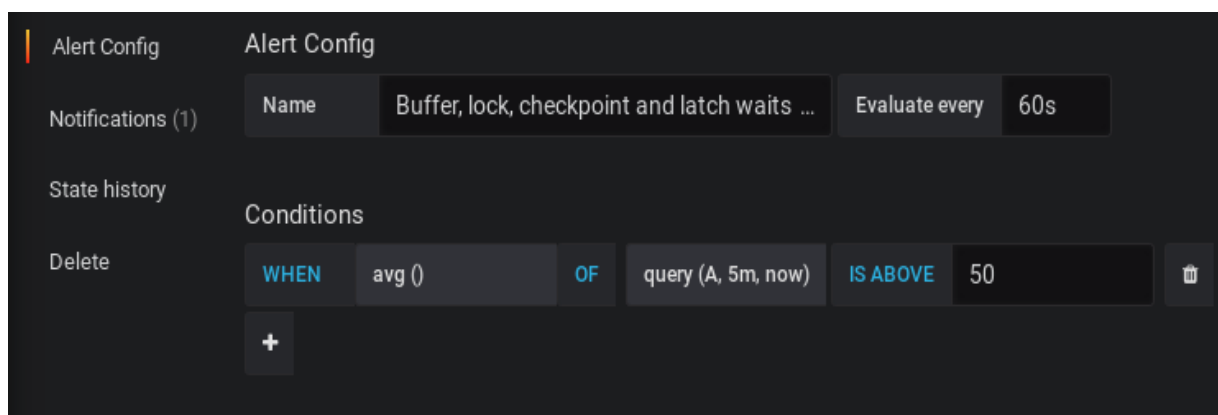 Alert Config
Notifications (1)
State history
Delete
Alert Config
Name Buffer, lock, checkpoint and latch waits ... Evaluate every 60s
Conditions
WHEN avg () OF query (A, 5m, now) IS ABOVE 50
+